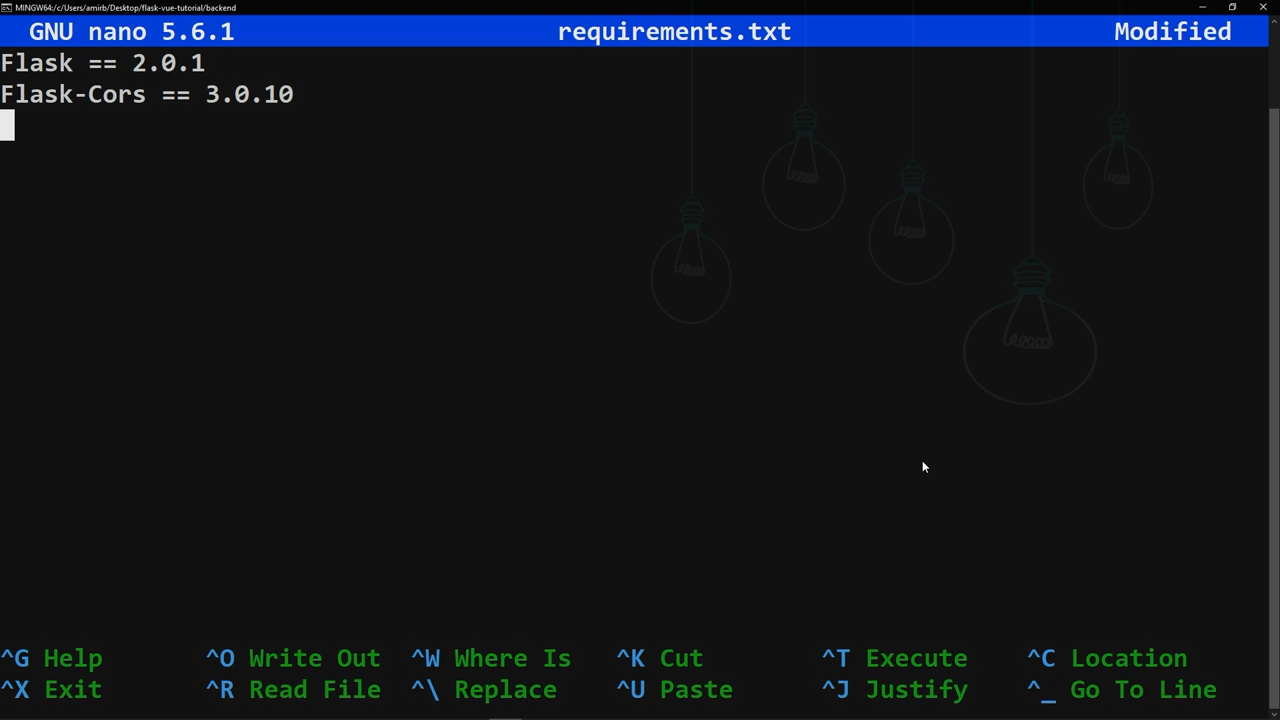 MINGW64:/c/Users/amirb/Desktop/flask-vue-tutorial/backend
GNU nano 5.6.1 requirements.txt Modified
Flask == 2.0.1
Flask-Cors == 3.0.10
^G Help ^O Write Out ^W Where Is ^K Cut ^T Execute ^C Location
^X Exit ^R Read File ^\ Replace ^U Paste ^J Justify ^_ Go To Line